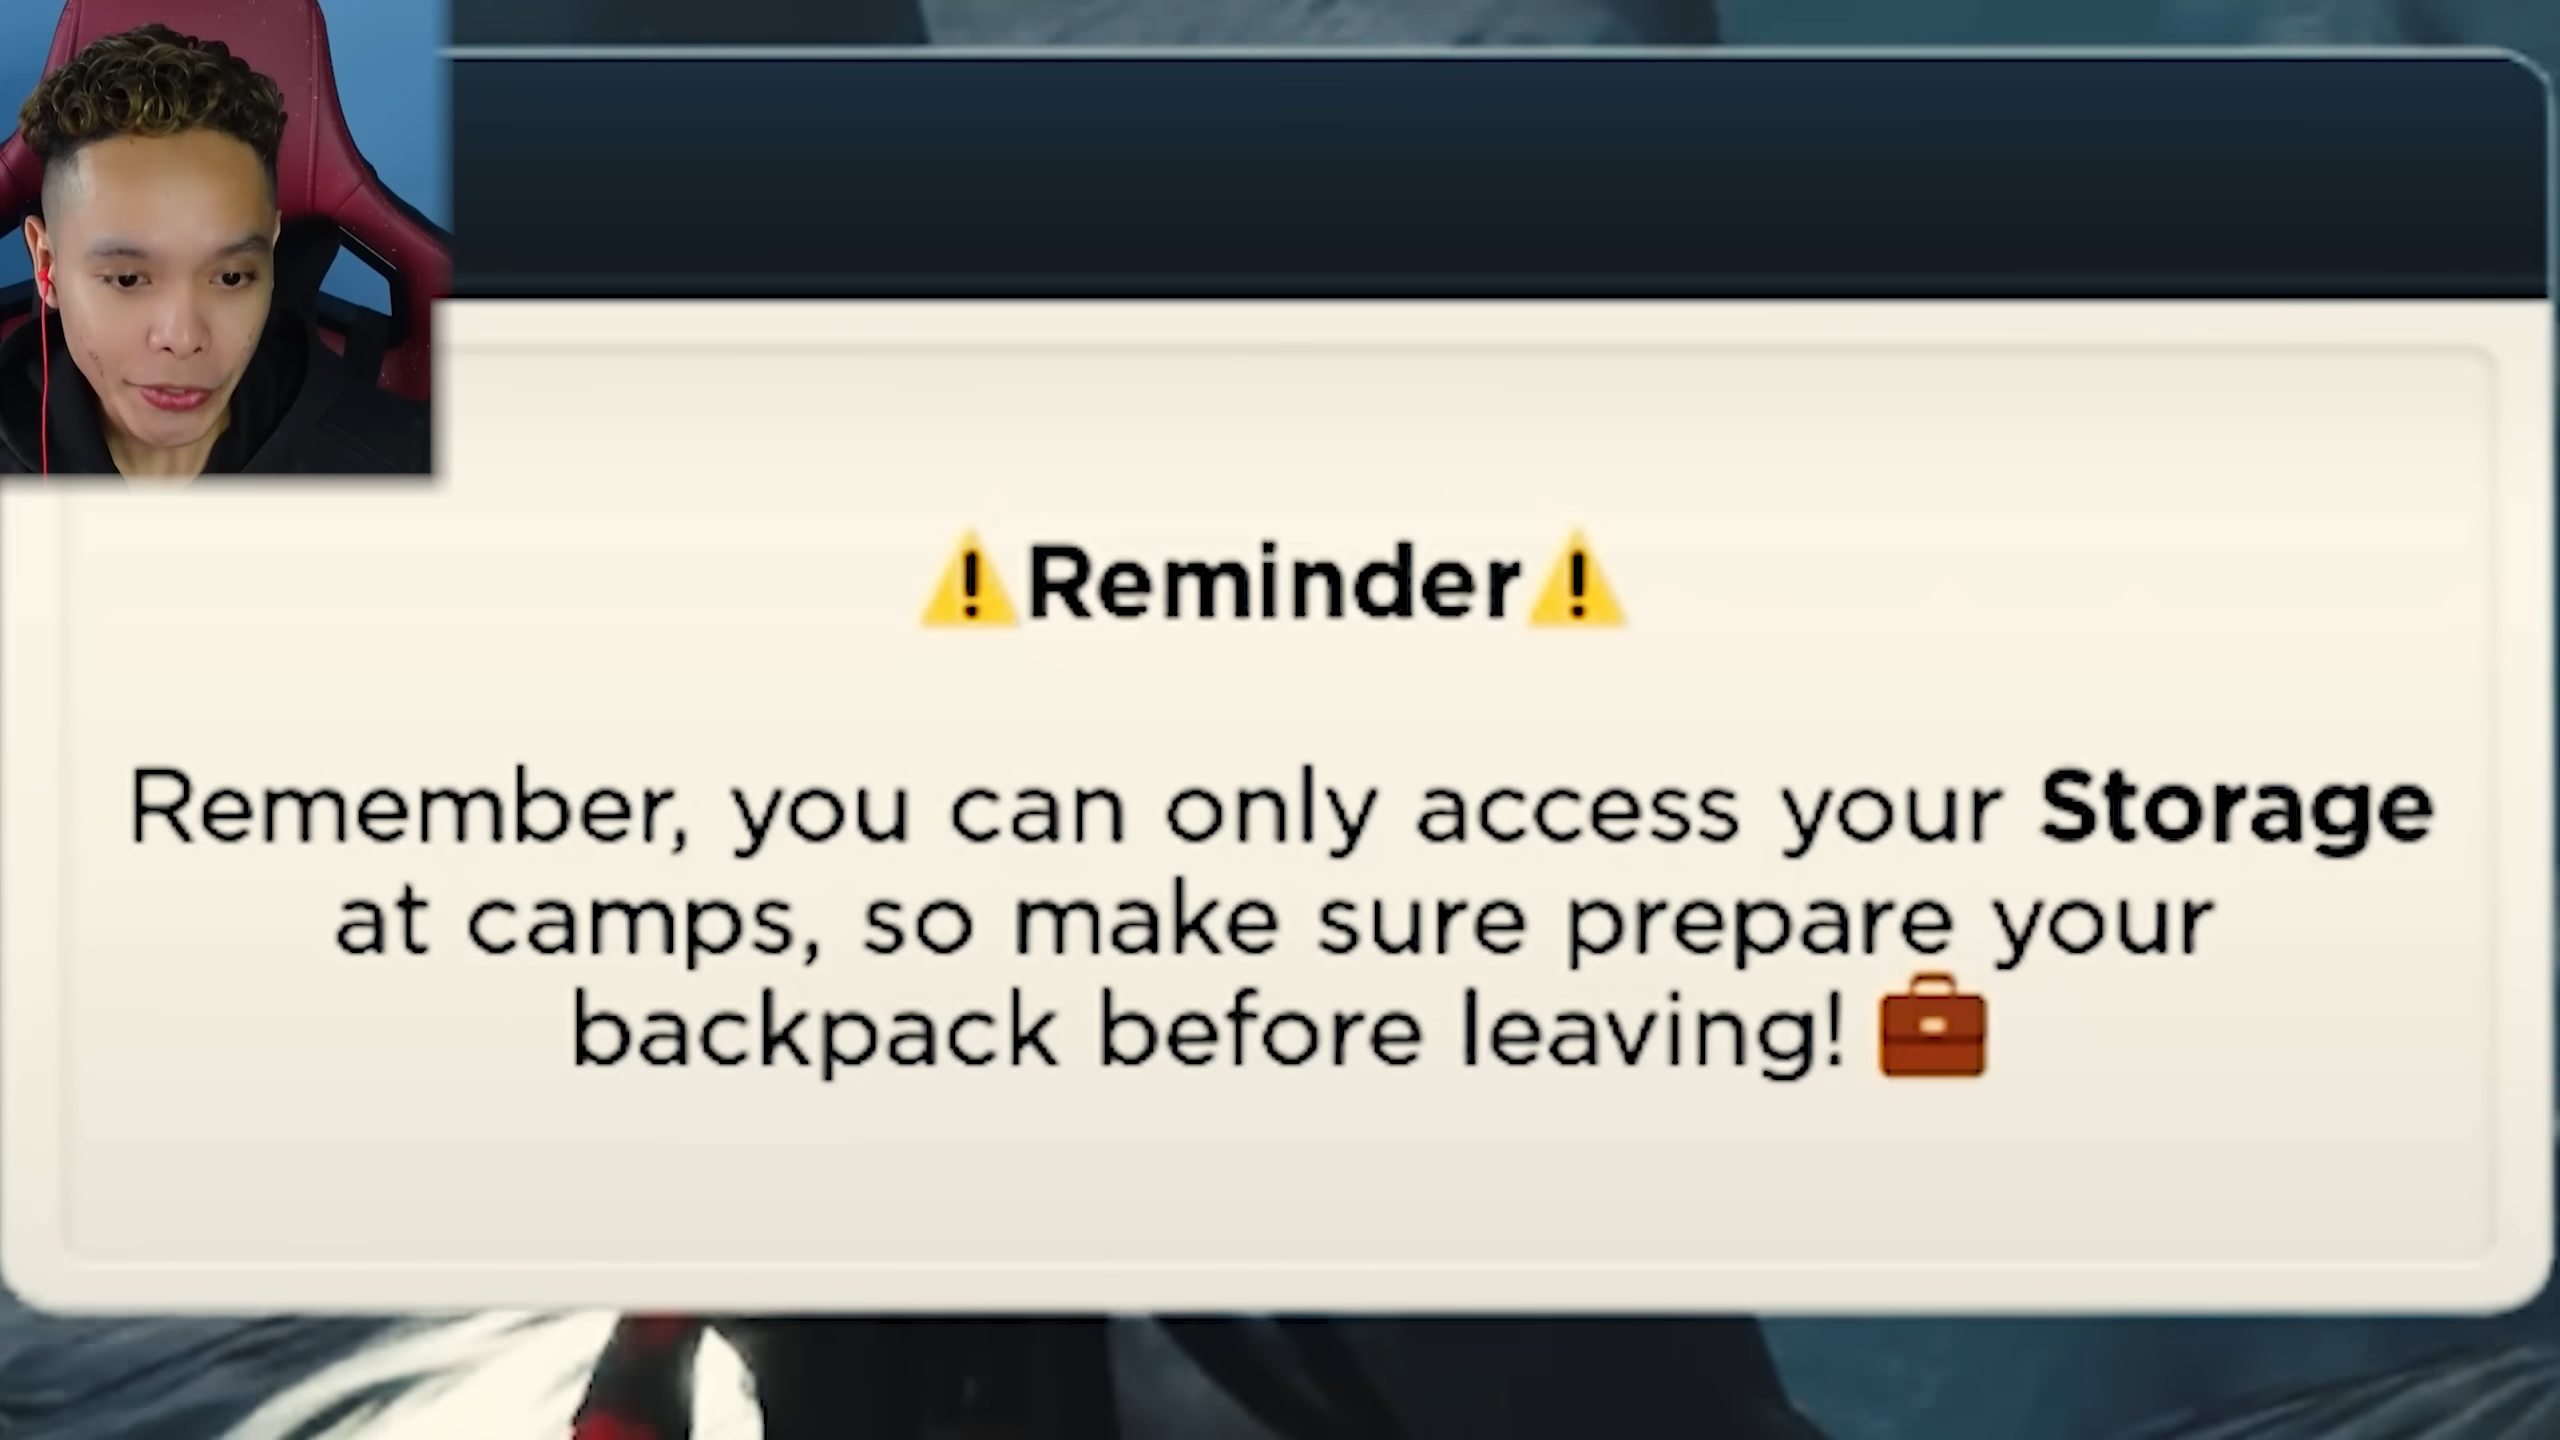 ⚠️Reminder⚠️
Remember, you can only access your Storage
at camps, so make sure prepare your
backpack before leaving! 💼